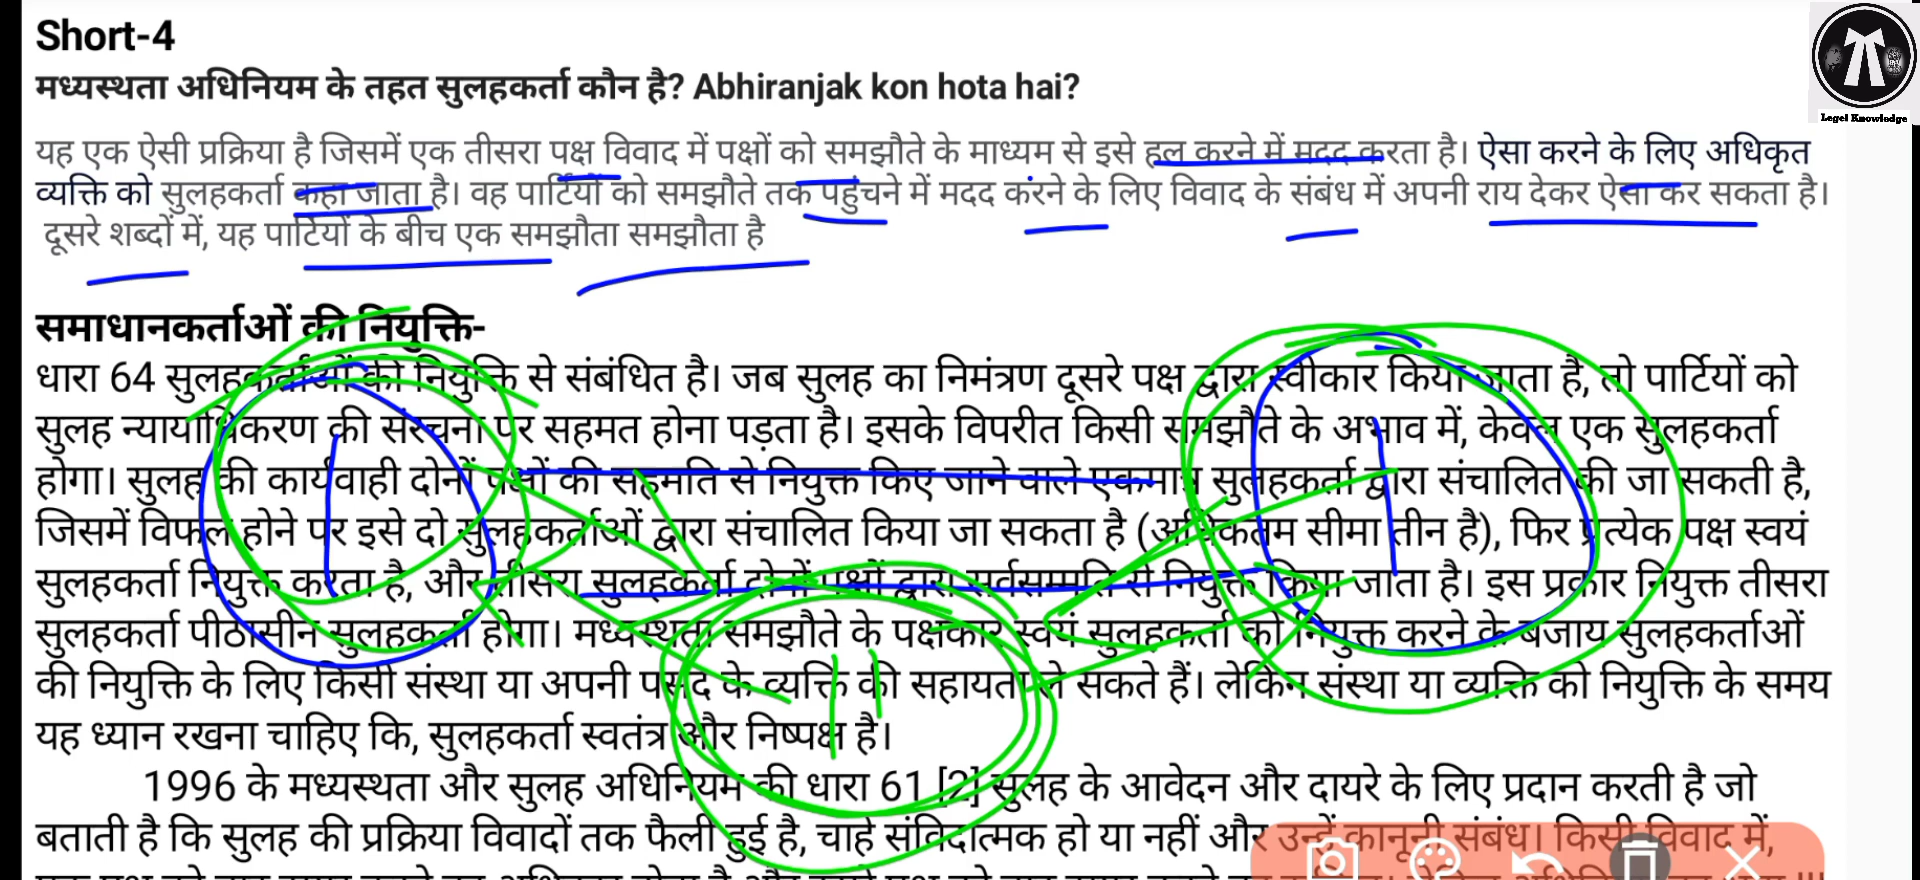 Short-4
मध्यस्थता अधिनियम के तहत सुलहकर्ता कौन है? Abhiranjak kon hota hai?
यह एक ऐसी प्रक्रिया है जिसमें एक तीसरा पक्ष विवाद में पक्षों को समझौते के माध्यम से इसे हल करने में मदद करता है। ऐसा करने के लिए अधिकृत
व्यक्ति को सुलहकर्ता कहा जाता है। वह पार्टियों को समझौते तक पहुंचने में मदद करने के लिए विवाद के संबंध में अपनी राय देकर ऐसा कर सकता है।
दूसरे शब्दों में, यह पार्टियों के बीच एक समझौता समझौता है
समाधानकर्ताओं की नियुक्ति-
धारा 64 सुलहकर्ताओं की नियुक्ति से संबंधित है। जब सुलह का निमंत्रण दूसरे पक्ष द्वारा स्वीकार किया जाता है, तो पार्टियों को
सुलह न्यायाधिकरण की संरचना पर सहमत होना पड़ता है। इसके विपरीत किसी समझौते के अभाव में, केवल एक सुलहकर्ता
होगा। सुलह की कार्यवाही दोनों पक्षों की सहमति से नियुक्त किए जाने वाले एकमात्र सुलहकर्ता द्वारा संचालित की जा सकती है,
जिसमें विफल होने पर इसे दो सुलहकर्ताओं द्वारा संचालित किया जा सकता है (अधिकतम सीमा तीन है), फिर प्रत्येक पक्ष स्वयं
सुलहकर्ता नियुक्त करता है, और तीसरा सुलहकर्ता दोनों पक्षों द्वारा सर्वसम्मति से नियुक्त किया जाता है। इस प्रकार नियुक्त तीसरा
सुलहकर्ता पीठासीन सुलहकर्ता होगा। मध्यस्थता समझौते के पक्षकार स्वयं सुलहकर्ता को नियुक्त करने के बजाय सुलहकर्ताओं
की नियुक्ति के लिए किसी संस्था या अपनी पसंद के व्यक्ति की सहायता ले सकते हैं। लेकिन संस्था या व्यक्ति को नियुक्ति के समय
यह ध्यान रखना चाहिए कि, सुलहकर्ता स्वतंत्र और निष्पक्ष है।
1996 के मध्यस्थता और सुलह अधिनियम की धारा 61 [2] सुलह के आवेदन और दायरे के लिए प्रदान करती है जो
बताती है कि सुलह की प्रक्रिया विवादों तक फैली हुई है, चाहे संविदात्मक हो या नहीं और उन्हें कानूनी संबंध। किसी विवाद में,
Legel Knowledge